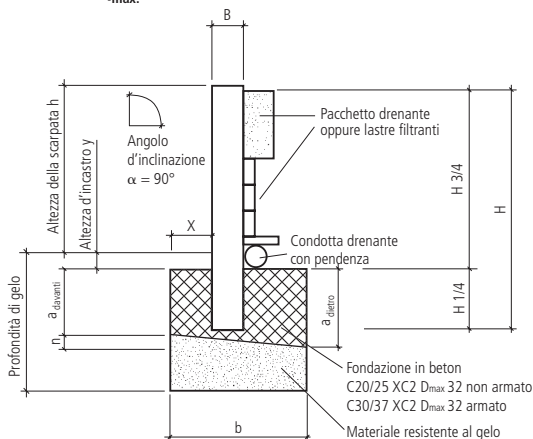 -max.
B
Altezza della scarpata h
Altezza d'incastro y
Angolo
d'inclinazione
α = 90°
Pacchetto drenante
oppure lastre filtranti
H 3/4
H
X
Condotta drenante
con pendenza
Profondità di gelo
a davanti
n
a dietro
H 1/4
Fondazione in beton
C20/25 XC2 Dmax 32 non armato
C30/37 XC2 Dmax 32 armato
b
Materiale resistente al gelo